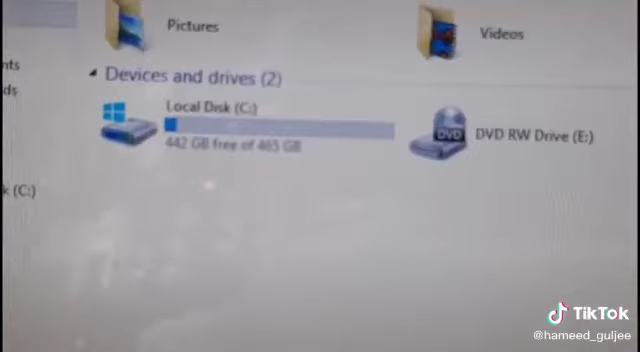 Pictures
Videos
nts
ds
Devices and drives (2)
Local Disk (C:)
442 GB free of 465 GB
DVD
DVD RW Drive (E:)
k (C:)
TikTok
@hameed_guljee